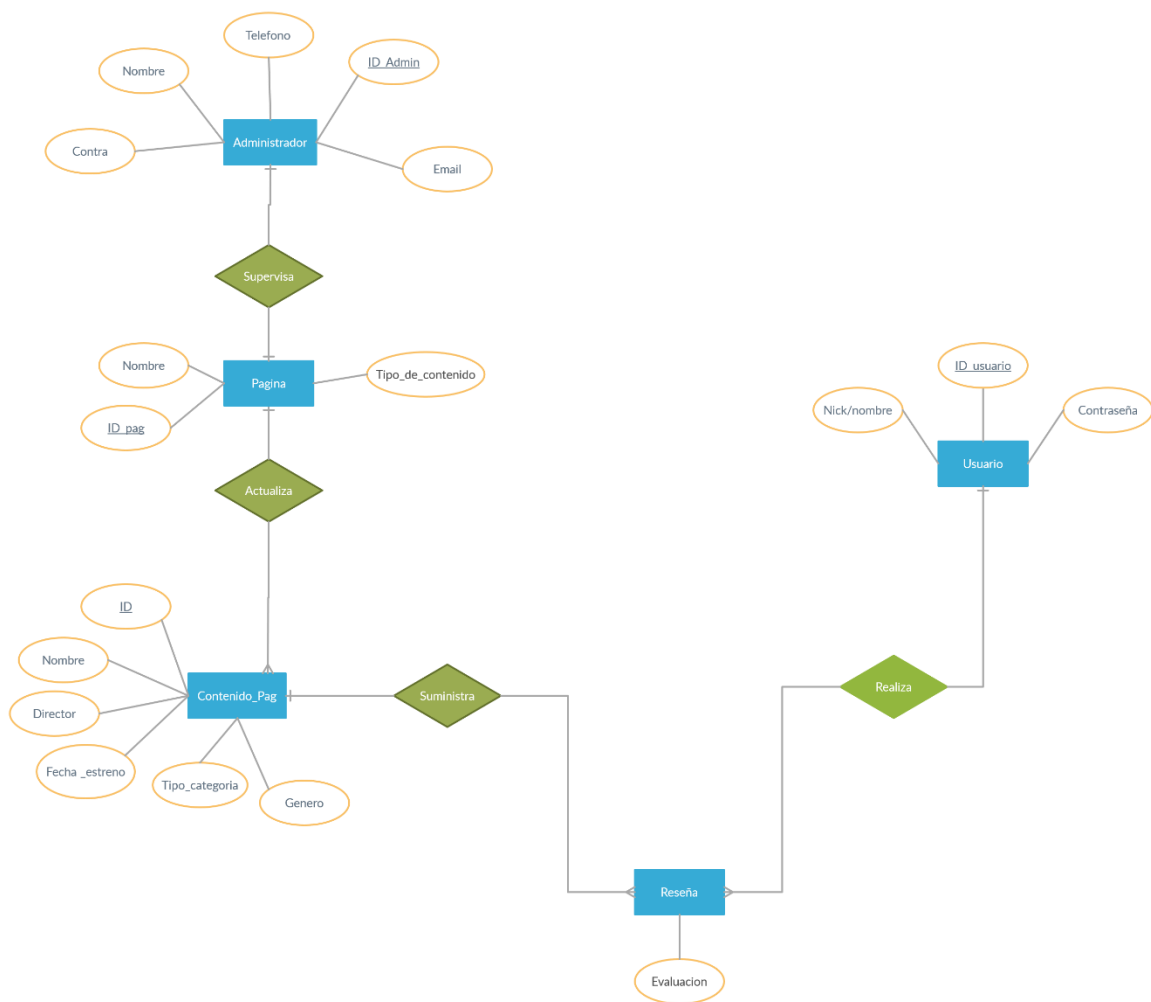 Telefono
ID_Admin
Nombre
Administrador
Contra
Email
Supervisa
Nombre
Tipo_de_contenido
Pagina
ID_pag
ID_usuario
Nick/nombre
Contraseña
Usuario
Actualiza
ID
Nombre
Contenido_Pag
Suministra
Realiza
Director
Fecha _estreno
Tipo_categoria
Genero
Reseña
Evaluacion